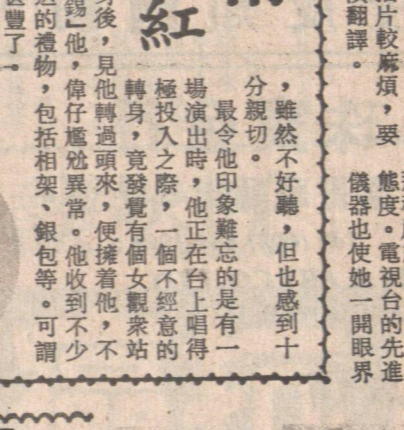 片較麻煩，要
翻譯。
態度。電視台的先進
儀器也使她一開眼界
紅
，雖然不好聽，但也感到十
分親切。
最令他印象難忘的是有一
場演出時，他正在台上唱得
極投入之際，一個不經意的
轉身，竟發覺有個女觀衆站
身後，見他轉過頭來，便擁着他，不
錫」他，偉仔尷尬異常。他收到不少
的禮物，包括相架、銀包等。可謂
豐了。